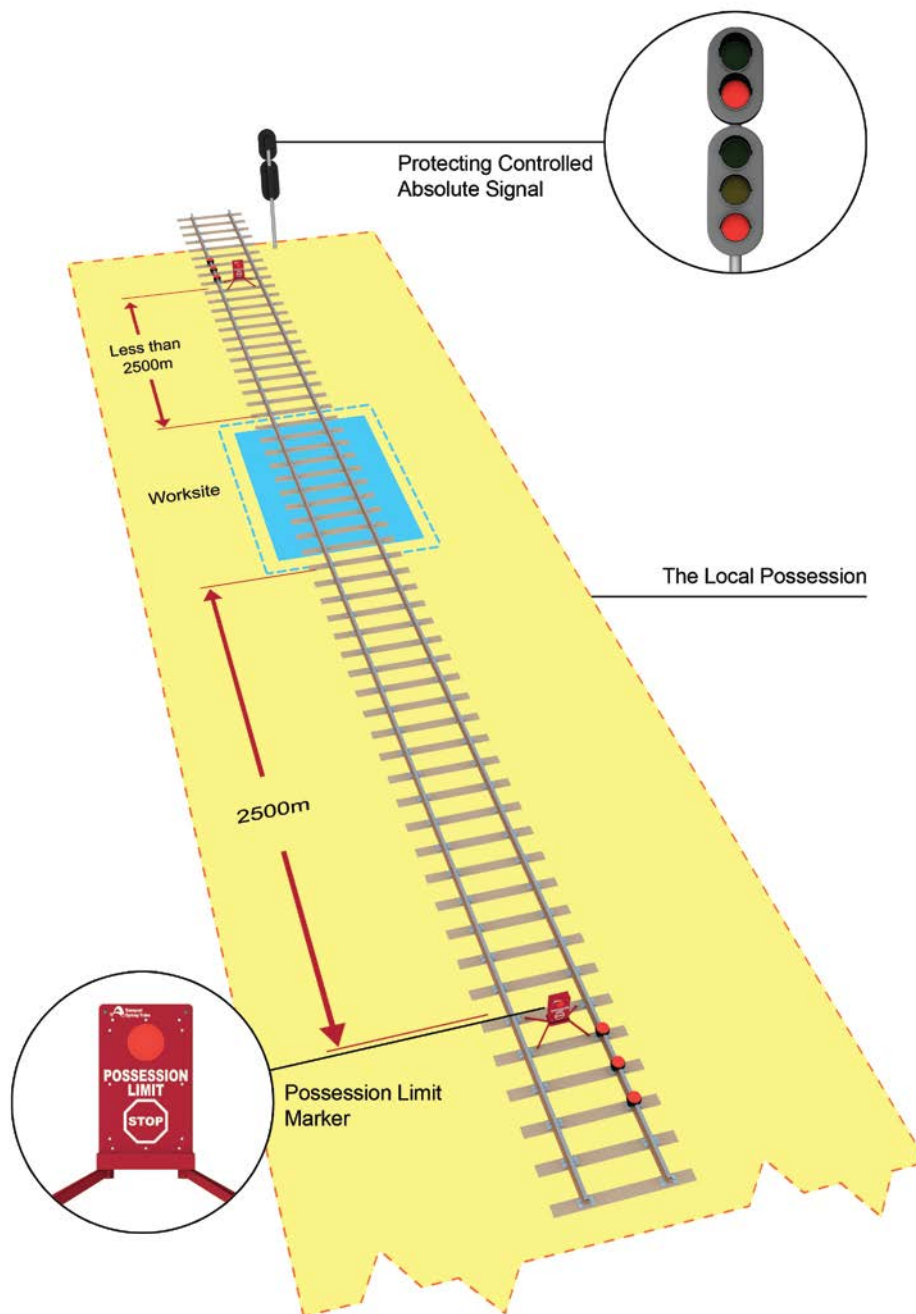 Protecting Controlled
Absolute Signal
Less than
2500m
Worksite
The Local Possession
2500m
POSSESSION
LIMIT
STOP
Possession Limit
Marker